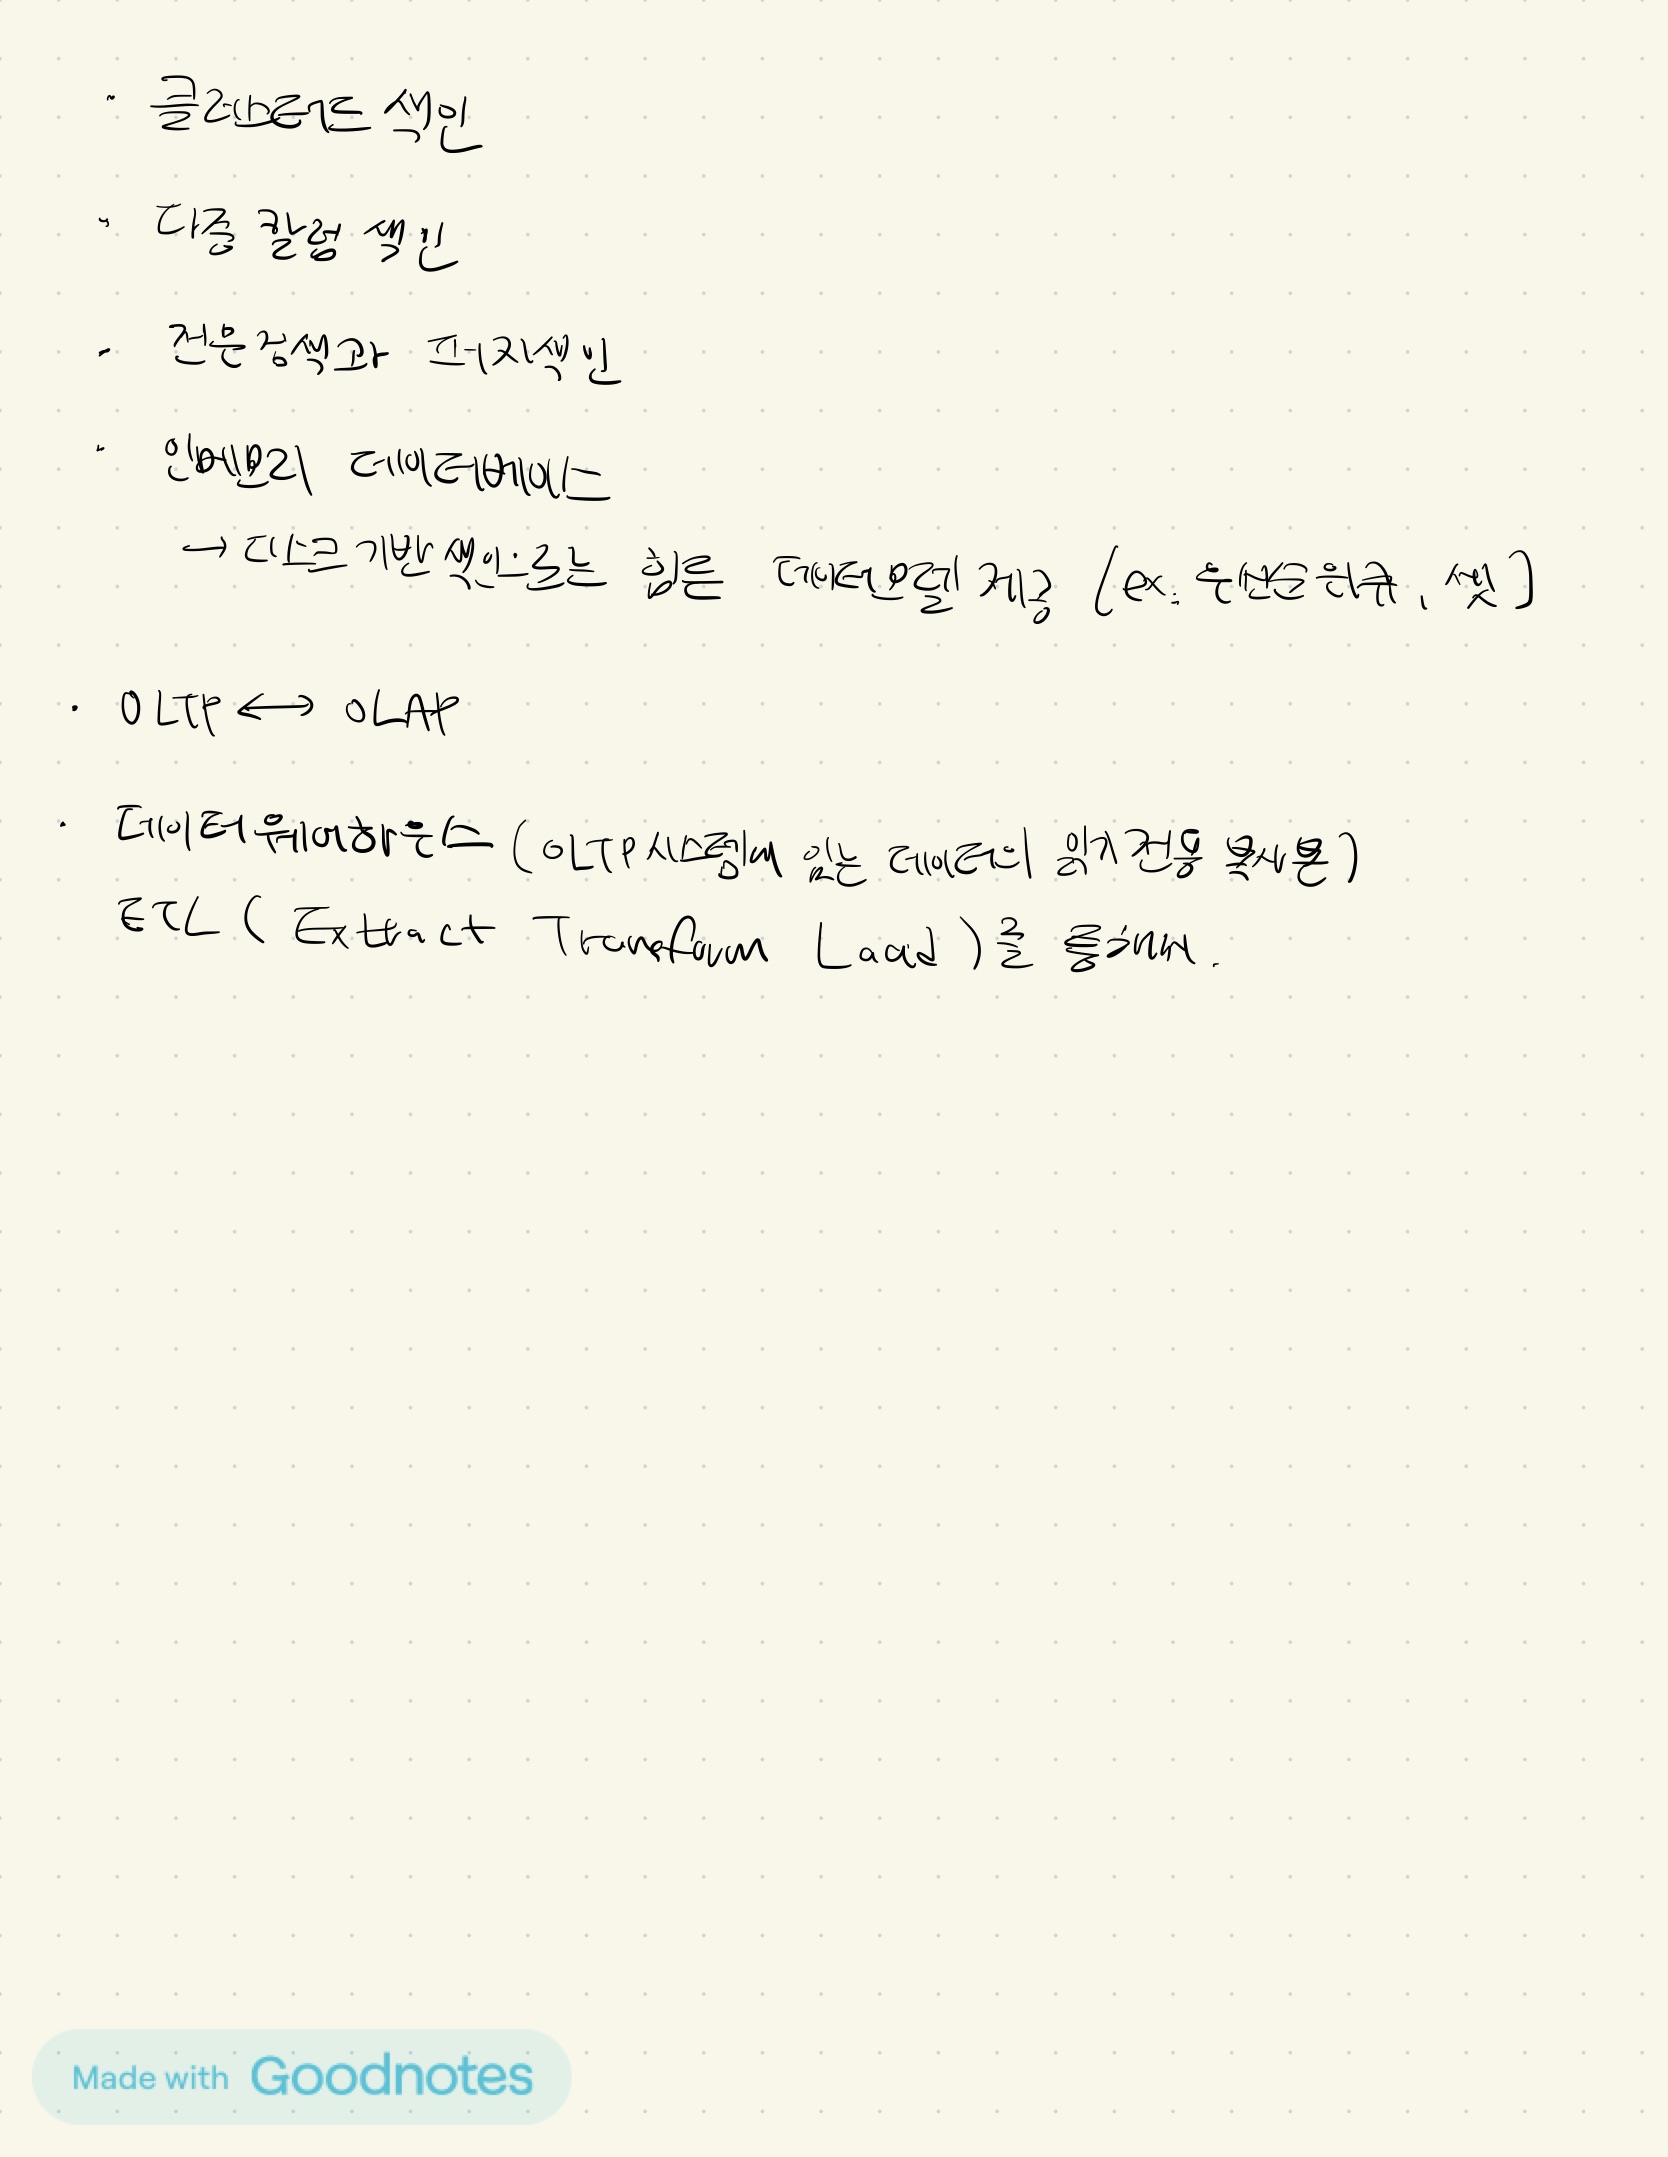 · 클러스터드 색인
· 다중 칼럼 색인
· 전문검색과 퍼지색인
· 인메모리 데이터베이스
→ 디스크기반 색인으로는 힘든 데이터모델 제공 (ex. 우선순위큐, 셋)
· OLTP ↔ OLAP
· 데이터웨어하우스 (OLTP 시스템에 있는 데이터의 읽기전용 복사본)
ETL ( Extract Transform Load )를 통해서.
Made with Goodnotes